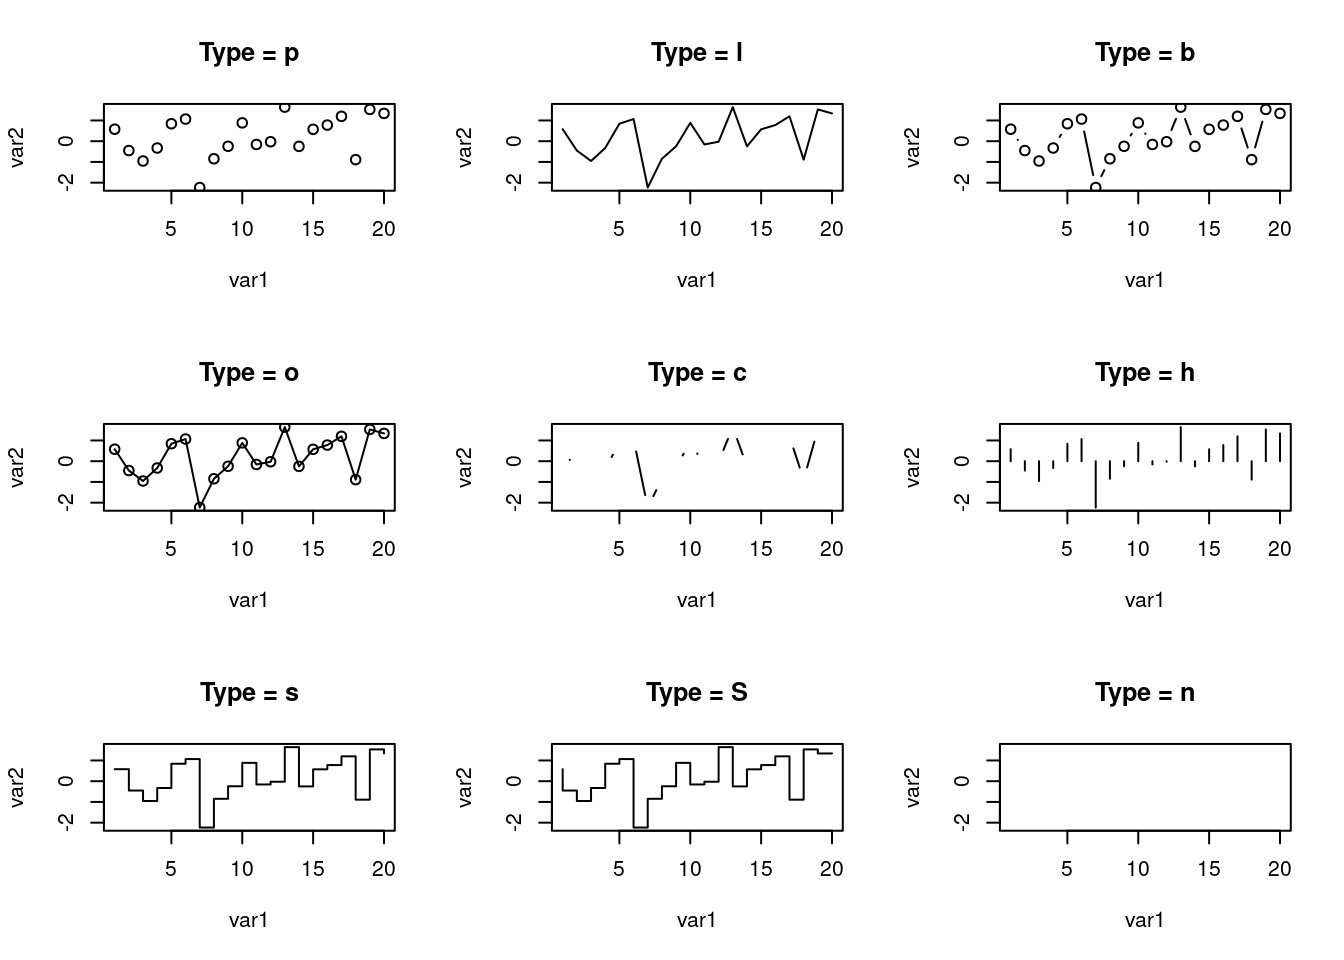 Type = p
var2
0
-2
5 10 15 20
var1
Type = l
var2
0
-2
5 10 15 20
var1
Type = b
var2
0
-2
5 10 15 20
var1
Type = o
var2
0
-2
5 10 15 20
var1
Type = c
var2
0
-2
5 10 15 20
var1
Type = h
var2
0
-2
5 10 15 20
var1
Type = s
var2
0
-2
5 10 15 20
var1
Type = S
var2
0
-2
5 10 15 20
var1
Type = n
var2
0
-2
5 10 15 20
var1